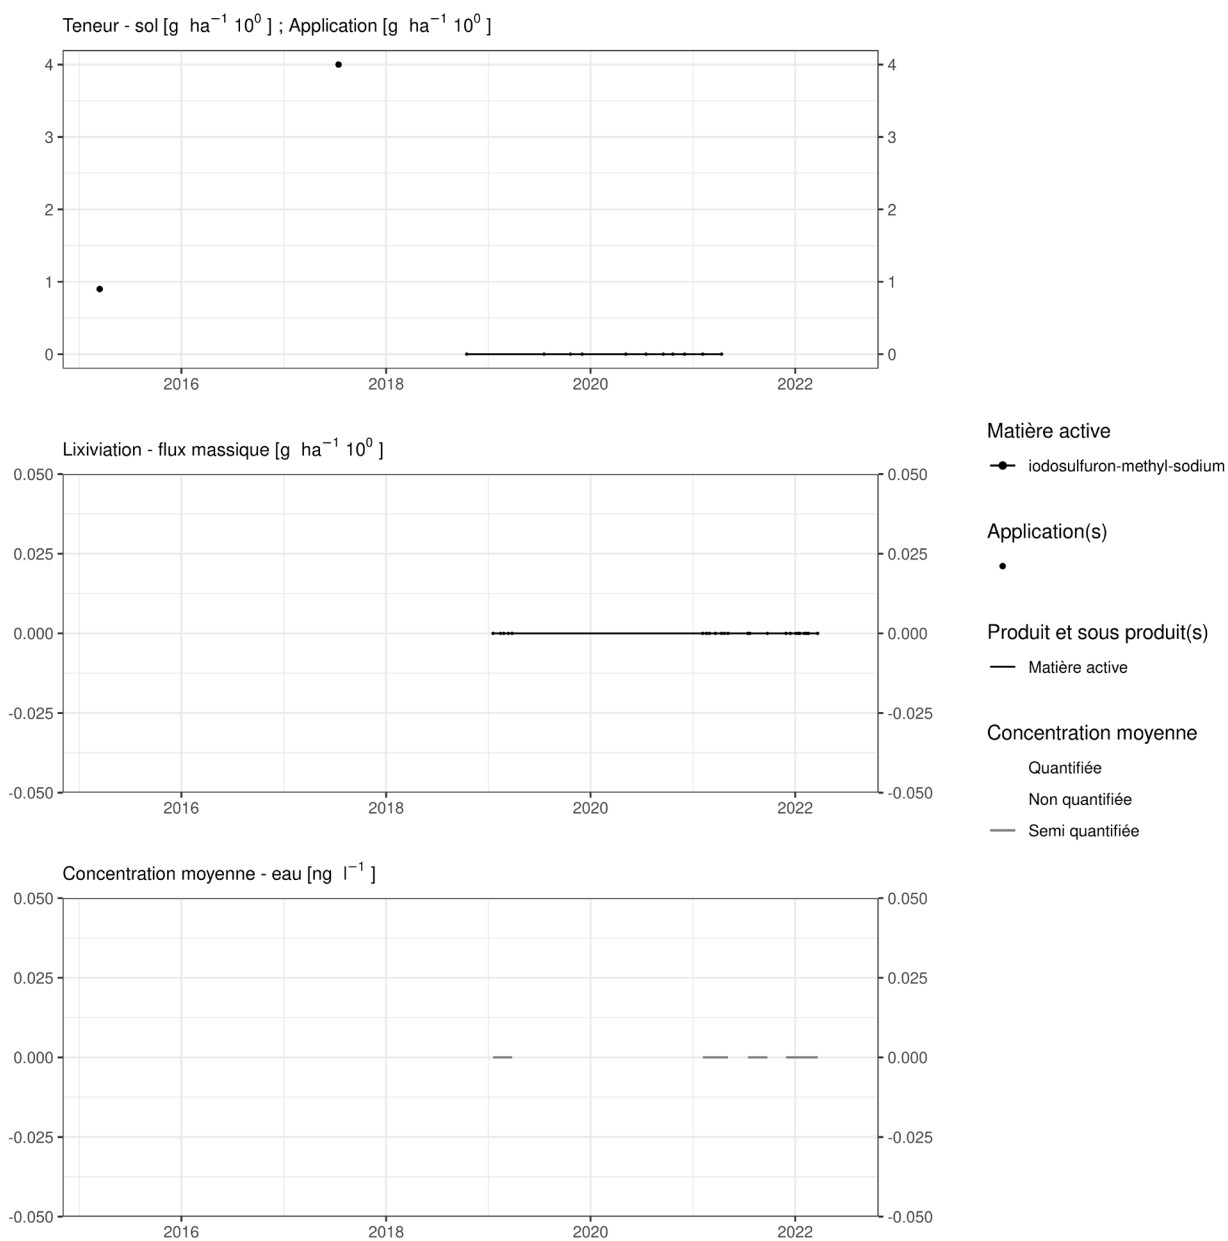 Teneur - sol [g ha⁻¹ 10⁰ ] ; Application [g ha⁻¹ 10⁰ ]
4 4
3 3
2 2
1 1
0 0
2016 2018 2020 2022
Lixiviation - flux massique [g ha⁻¹ 10⁰ ]
0.050 0.050
0.025 0.025
0.000 0.000
-0.025 -0.025
-0.050 -0.050
2016 2018 2020 2022
Concentration moyenne - eau [ng l⁻¹ ]
0.050 0.050
0.025 0.025
0.000 0.000
-0.025 -0.025
-0.050 -0.050
2016 2018 2020 2022
Matière active
iodosulfuron-methyl-sodium
Application(s)
Produit et sous produit(s)
Matière active
Concentration moyenne
Quantifiée
Non quantifiée
Semi quantifiée